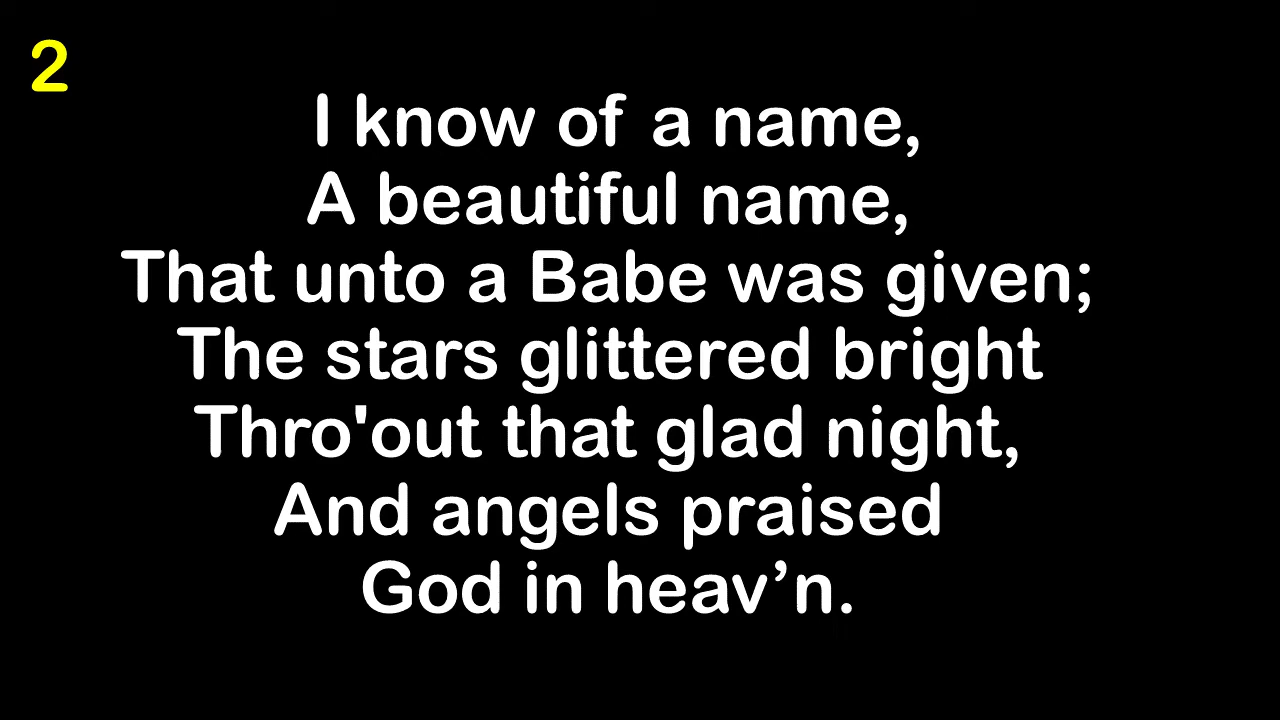 2
I know of a name,
A beautiful name,
That unto a Babe was given;
The stars glittered bright
Thro'out that glad night,
And angels praised
God in heav’n.